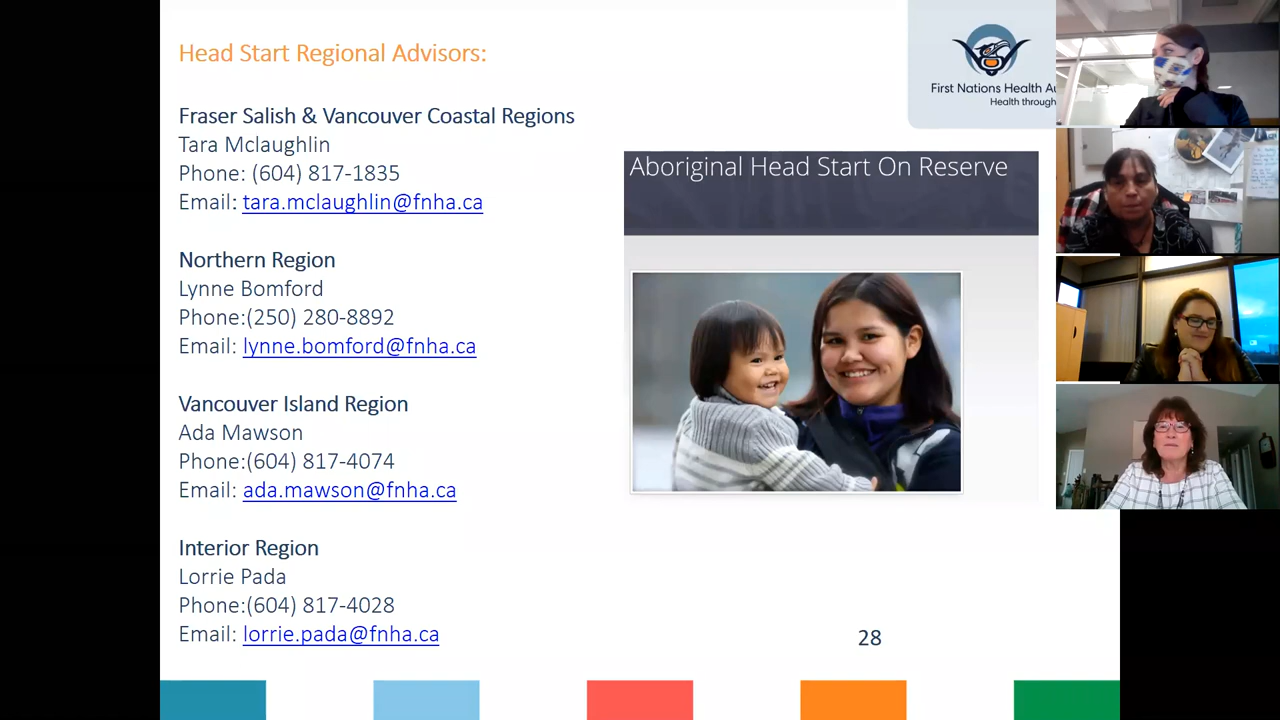 Head Start Regional Advisors:
Fraser Salish & Vancouver Coastal Regions
Tara Mclaughlin
Phone: (604) 817-1835
Email: tara.mclaughlin@fnha.ca
Northern Region
Lynne Bomford
Phone:(250) 280-8892
Email: lynne.bomford@fnha.ca
Vancouver Island Region
Ada Mawson
Phone:(604) 817-4074
Email: ada.mawson@fnha.ca
Interior Region
Lorrie Pada
Phone:(604) 817-4028
Email: lorrie.pada@fnha.ca
First Nations Health
Health through
Aboriginal Head Start On Reserve
28